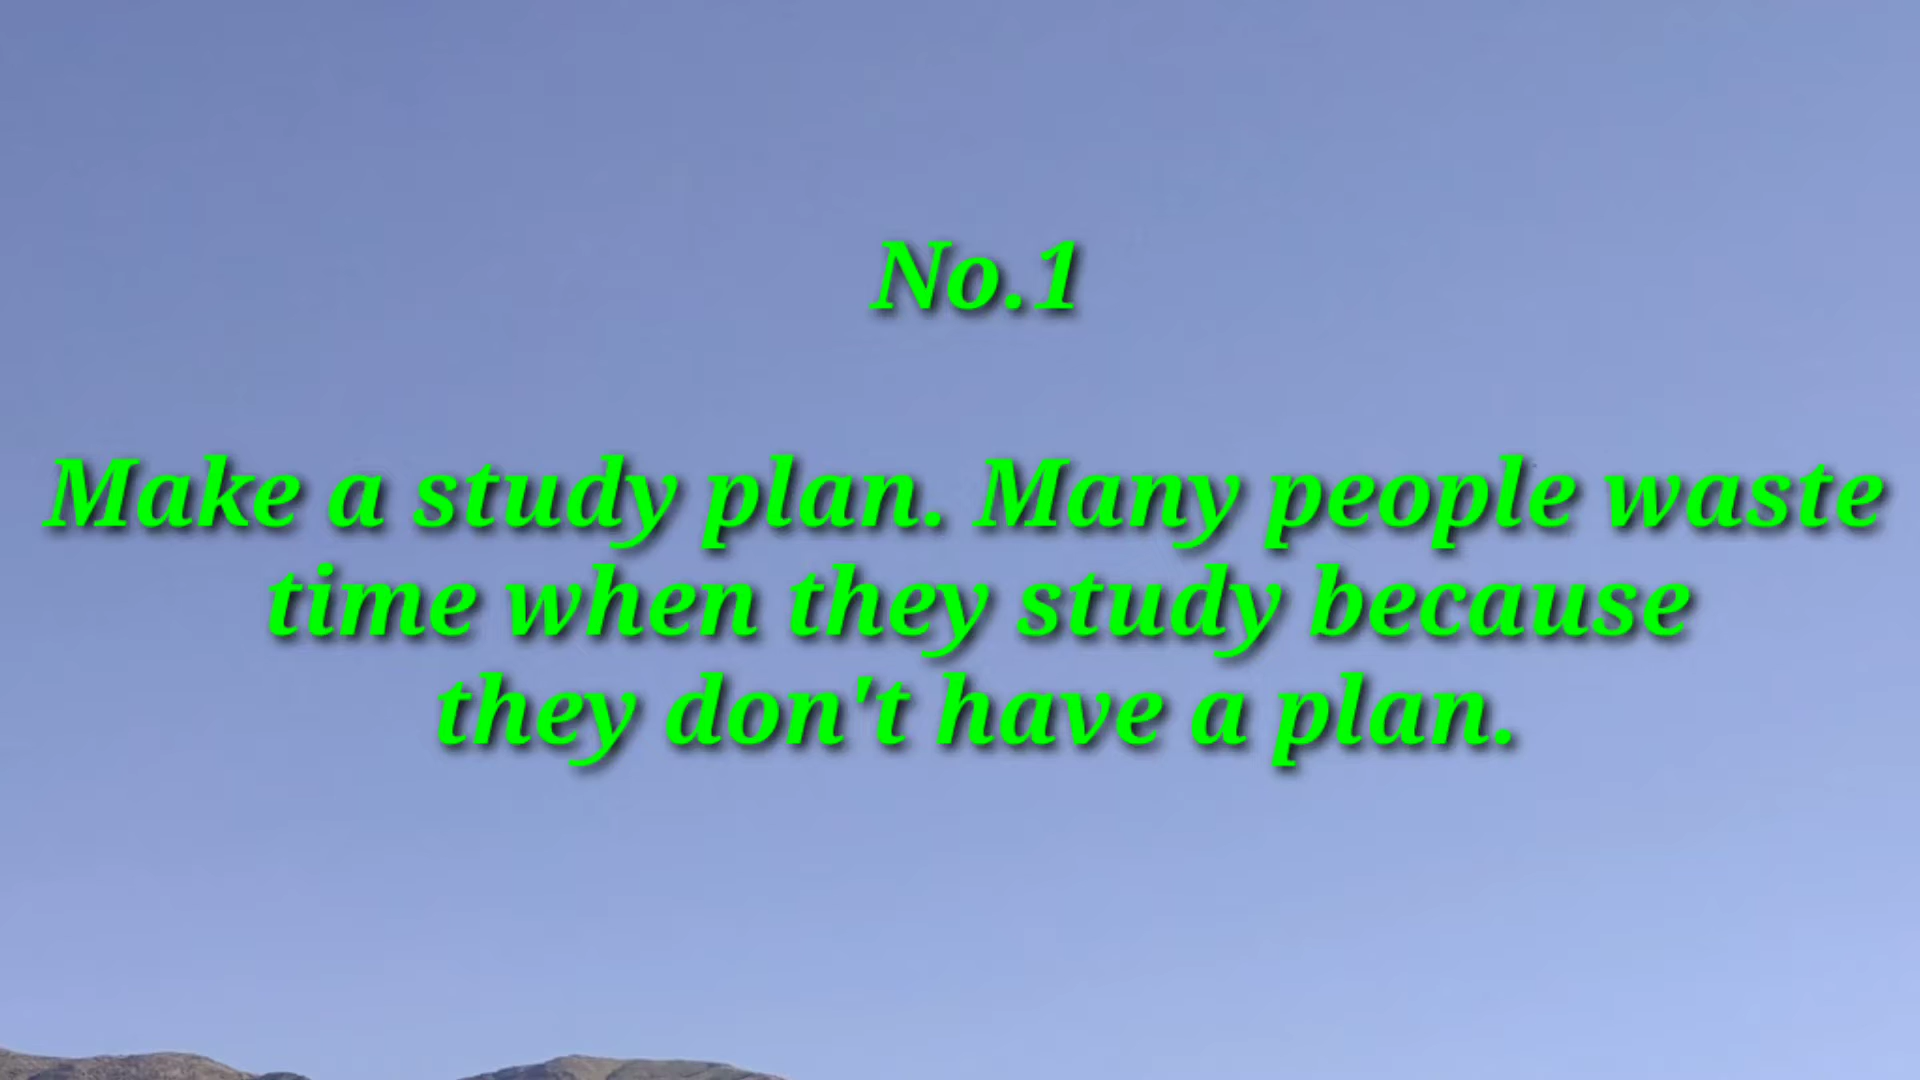 No.1
Make a study plan. Many people waste
time when they study because
they don't have a plan.